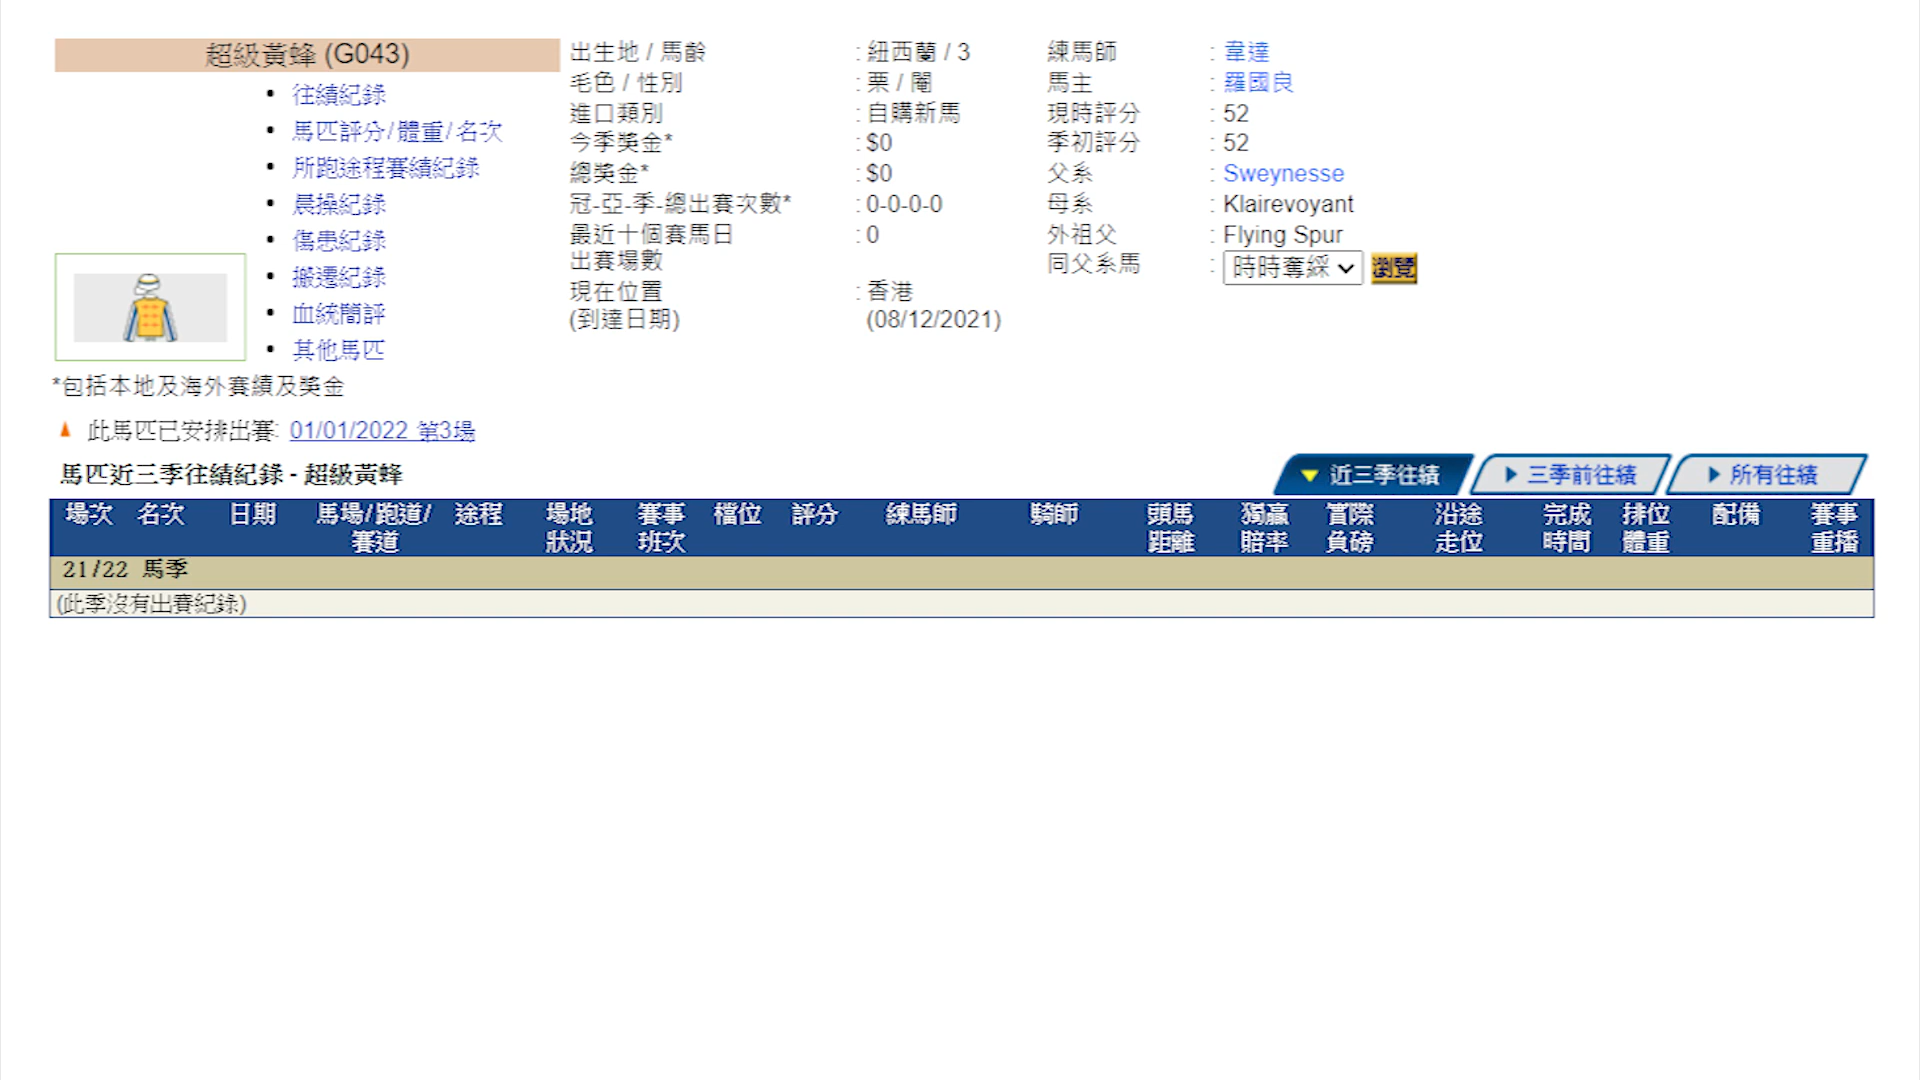 超級黃蜂 (G043)
往績紀錄
馬匹評分/體重/名次
所跑途程賽績紀錄
晨操紀錄
傷患紀錄
搬遷紀錄
血統簡評
其他馬匹
出生地 / 馬齡 : 紐西蘭 / 3
毛色 / 性別 : 栗 / 閹
進口類別 : 自購新馬
今季獎金* : $0
總獎金* : $0
冠-亞-季-總出賽次數* : 0-0-0-0
最近十個賽馬日 : 0
出賽場數
現在位置 : 香港
(到達日期) (08/12/2021)
練馬師 : 韋達
馬主 : 羅國良
現時評分 : 52
季初評分 : 52
父系 : Sweynesse
母系 : Klairevoyant
外祖父 : Flying Spur
同父系馬 : 時時奪綵 瀏覽
*包括本地及海外賽績及獎金
此馬匹已安排出賽: 01/01/2022 第3場
馬匹近三季往績紀錄 - 超級黃蜂
近三季往績 三季前往績 所有往績
場次 名次 日期 馬場/跑道/ 途程 場地 賽事 檔位 評分 練馬師 騎師 頭馬 獨贏 實際 沿途 完成 排位 配備 賽事
賽道 狀況 班次 距離 賠率 負磅 走位 時間 體重 重播
21/22 馬季
(此季沒有出賽紀錄)